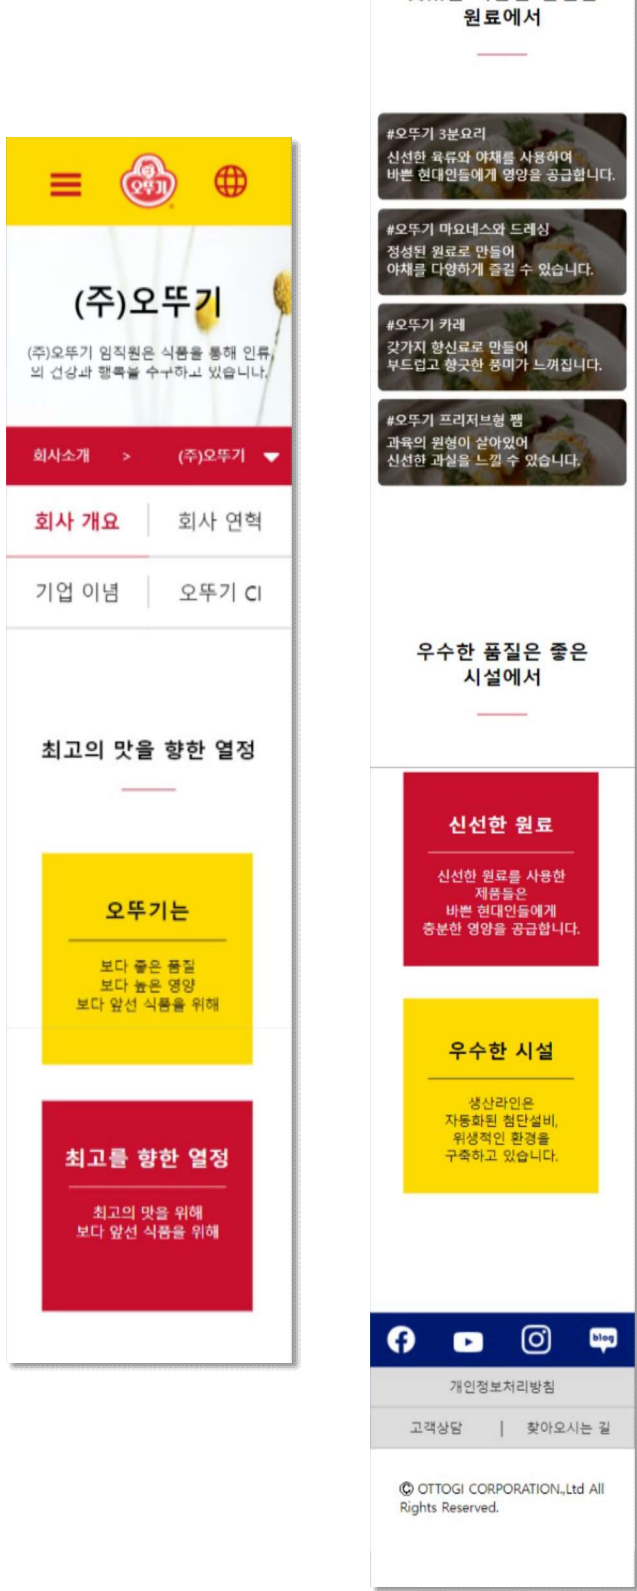 오뚜기
(주)오뚜기
(주)오뚜기 임직원은 식품을 통해 인류
의 건강과 행복을 추구하고 있습니다.
회사소개 > (주)오뚜기
회사 개요 회사 연혁
기업 이념 오뚜기 CI
최고의 맛을 향한 열정
오뚜기는
보다 좋은 품질
보다 높은 영양
보다 앞선 식품을 위해
최고를 향한 열정
최고의 맛을 위해
보다 앞선 식품을 위해
원료에서
#오뚜기 3분요리
신선한 육류와 야채를 사용하여
바쁜 현대인들에게 영양을 공급합니다.
#오뚜기 마요네스와 드레싱
정성된 원료로 만들어
야채를 다양하게 즐길 수 있습니다.
#오뚜기 카레
갖가지 향신료로 만들어
부드럽고 향긋한 풍미가 느껴집니다.
#오뚜기 프리저브형 쨈
과육의 원형이 살아있어
신선한 과실을 느낄 수 있습니다.
우수한 품질은 좋은
시설에서
신선한 원료
신선한 원료를 사용한
제품들은
바쁜 현대인들에게
충분한 영양을 공급합니다.
우수한 시설
생산라인은
자동화된 첨단설비,
위생적인 환경을
구축하고 있습니다.
blog
개인정보처리방침
고객상담 | 찾아오시는 길
Ⓒ OTTOGI CORPORATION.,Ltd All
Rights Reserved.